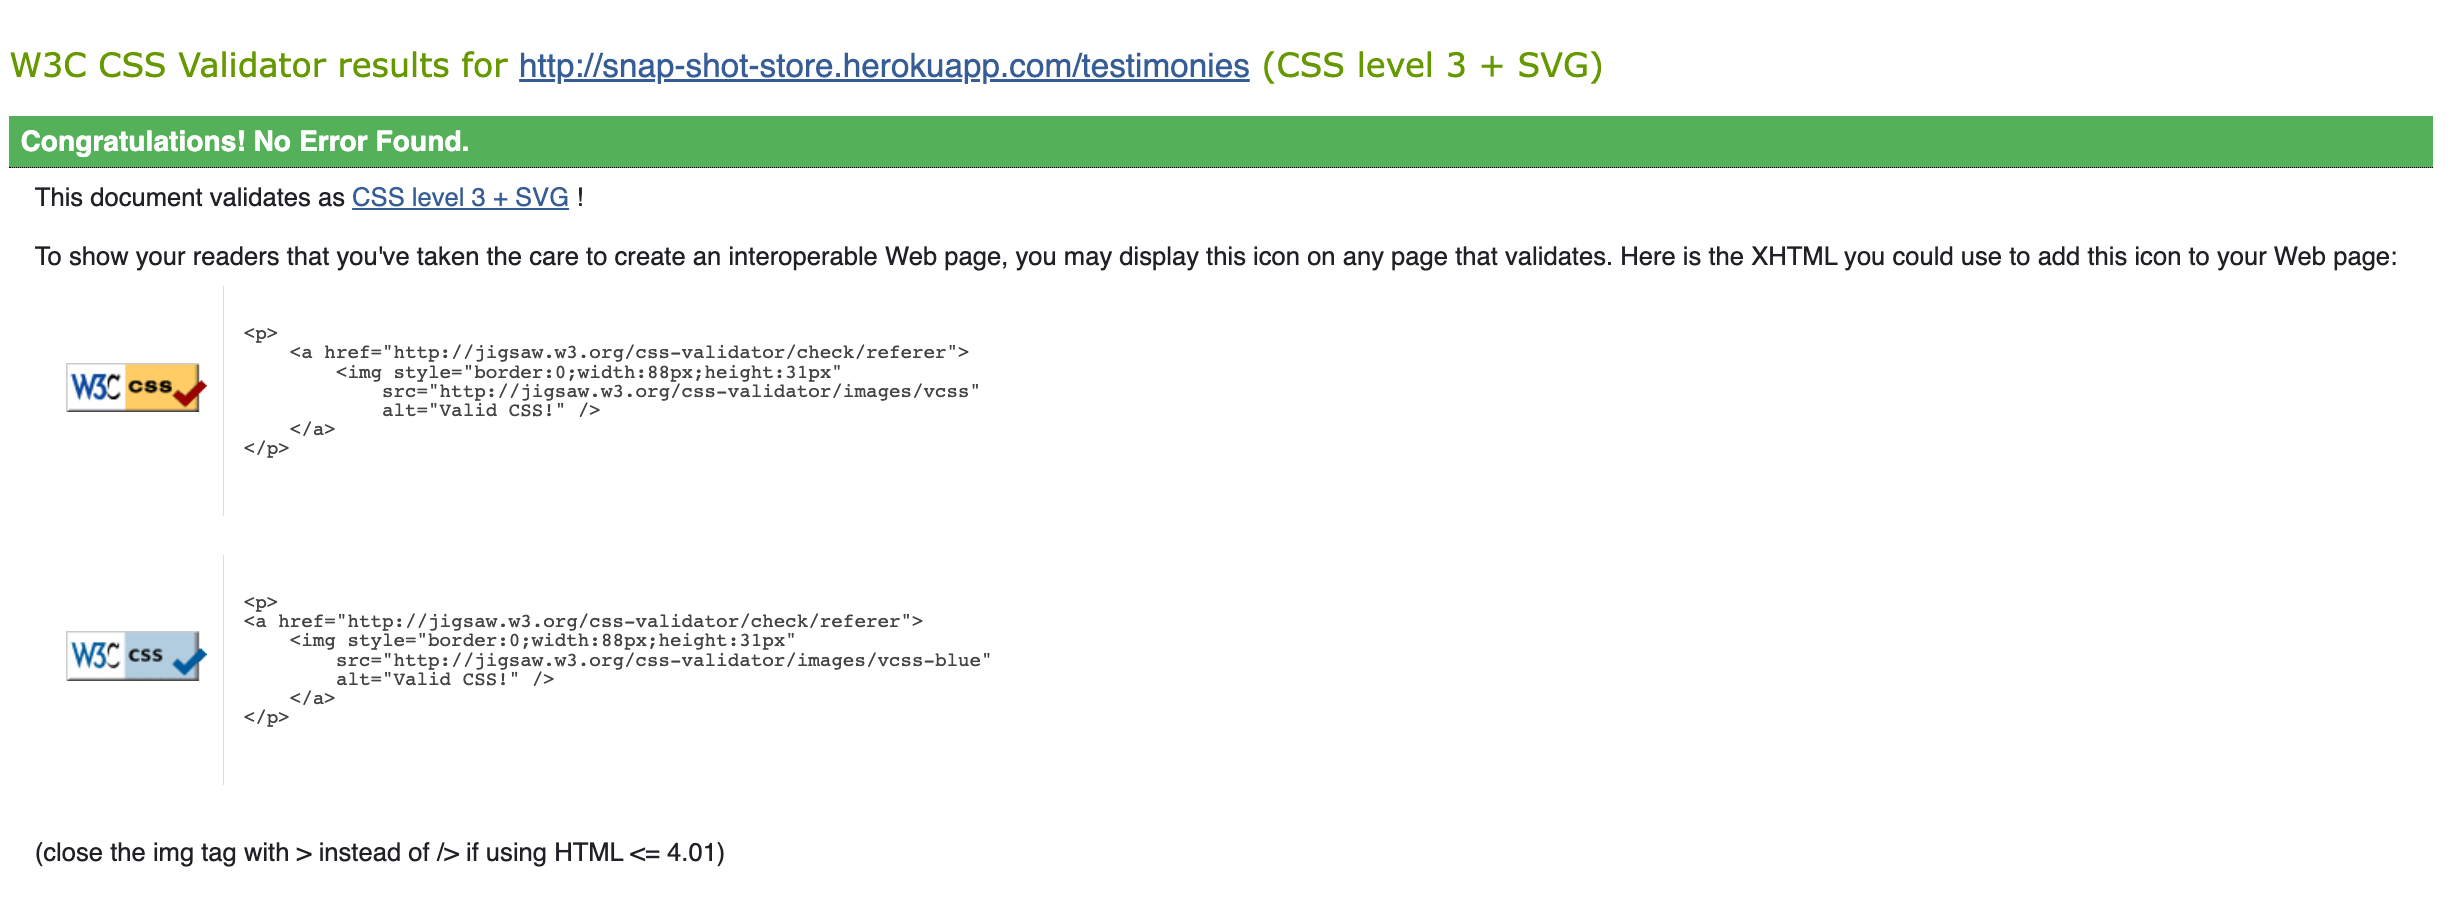 W3C CSS Validator results for http://snap-shot-store.herokuapp.com/testimonies (CSS level 3 + SVG)
Congratulations! No Error Found.
This document validates as CSS level 3 + SVG !
To show your readers that you've taken the care to create an interoperable Web page, you may display this icon on any page that validates. Here is the XHTML you could use to add this icon to your Web page:
W3C css
<p>
    <a href="http://jigsaw.w3.org/css-validator/check/referer">
        <img style="border:0;width:88px;height:31px"
            src="http://jigsaw.w3.org/css-validator/images/vcss"
            alt="Valid CSS!" />
    </a>
</p>
W3C css
<p>
<a href="http://jigsaw.w3.org/css-validator/check/referer">
    <img style="border:0;width:88px;height:31px"
        src="http://jigsaw.w3.org/css-validator/images/vcss-blue"
        alt="Valid CSS!" />
    </a>
</p>
(close the img tag with > instead of /> if using HTML <= 4.01)